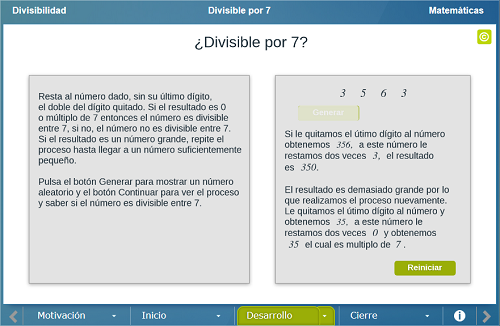 Divisibilidad Divisible por 7 Matemáticas
¿Divisible por 7?
Resta al número dado, sin su último dígito,
el doble del dígito quitado. Si el resultado es 0
o múltiplo de 7 entonces el número es divisible
entre 7, si no, el número no es divisible entre 7.
Si el resultado es un número grande, repite el
proceso hasta llegar a un número suficientemente
pequeño.
Pulsa el botón Generar para mostrar un número
aleatorio y el botón Continuar para ver el proceso
y saber si el número es divisible entre 7.
3 5 6 3
Generar
Si le quitamos el útimo dígito al número
obtenemos 356, a este número le
restamos dos veces 3, el resultado
es 350.
El resultado es demasiado grande por lo
que realizamos el proceso nuevamente.
Le quitamos el útimo dígito al número y
obtenemos 35, a este número le
restamos dos veces 0 y obtenemos
35 el cual es multiplo de 7 .
Reiniciar
Motivación Inicio Desarrollo Cierre